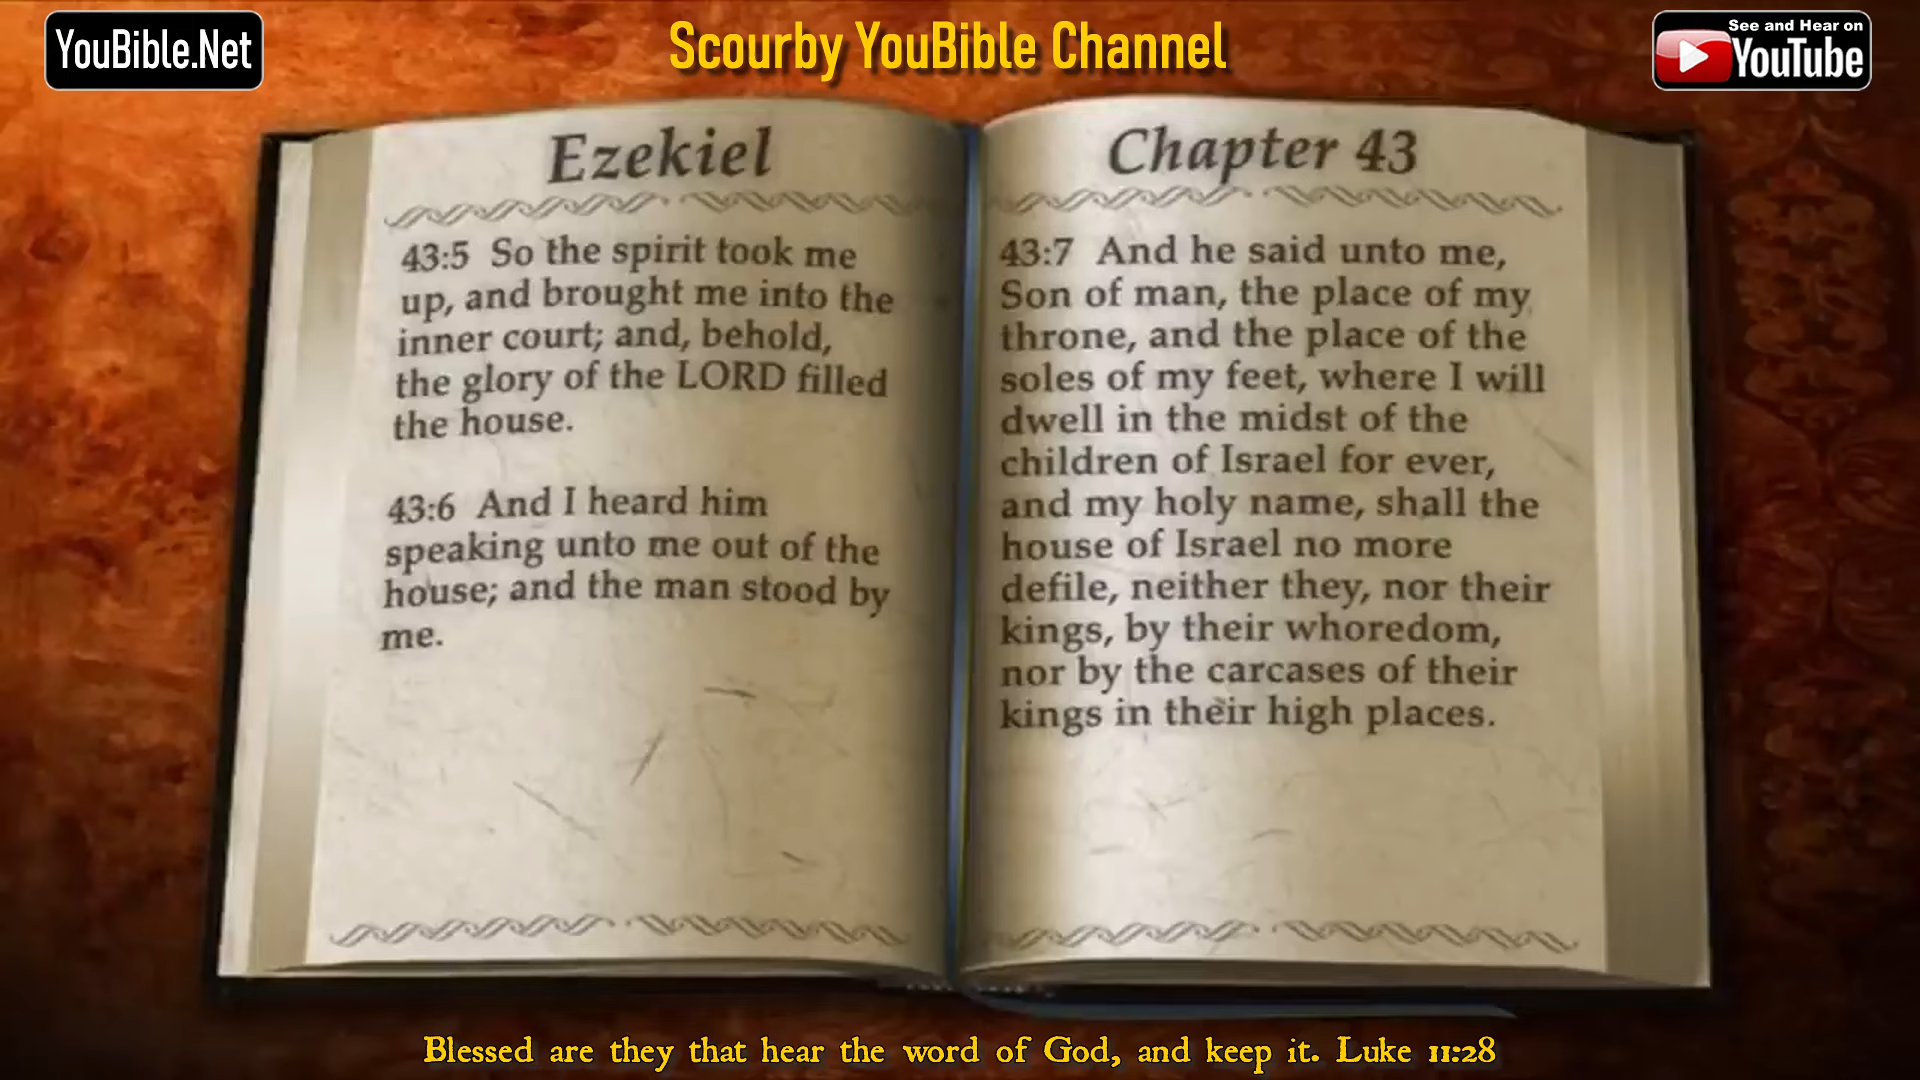 YouBible.Net
Scourby YouBible Channel
See and Hear on
YouTube
Ezekiel
43:5 So the spirit took me
up, and brought me into the
inner court; and, behold,
the glory of the LORD filled
the house.
43:6 And I heard him
speaking unto me out of the
house; and the man stood by
me.
Chapter 43
43:7 And he said unto me,
Son of man, the place of my
throne, and the place of the
soles of my feet, where I will
dwell in the midst of the
children of Israel for ever,
and my holy name, shall the
house of Israel no more
defile, neither they, nor their
kings, by their whoredom,
nor by the carcases of their
kings in their high places.
Blessed are they that hear the word of God, and keep it. Luke 11:28